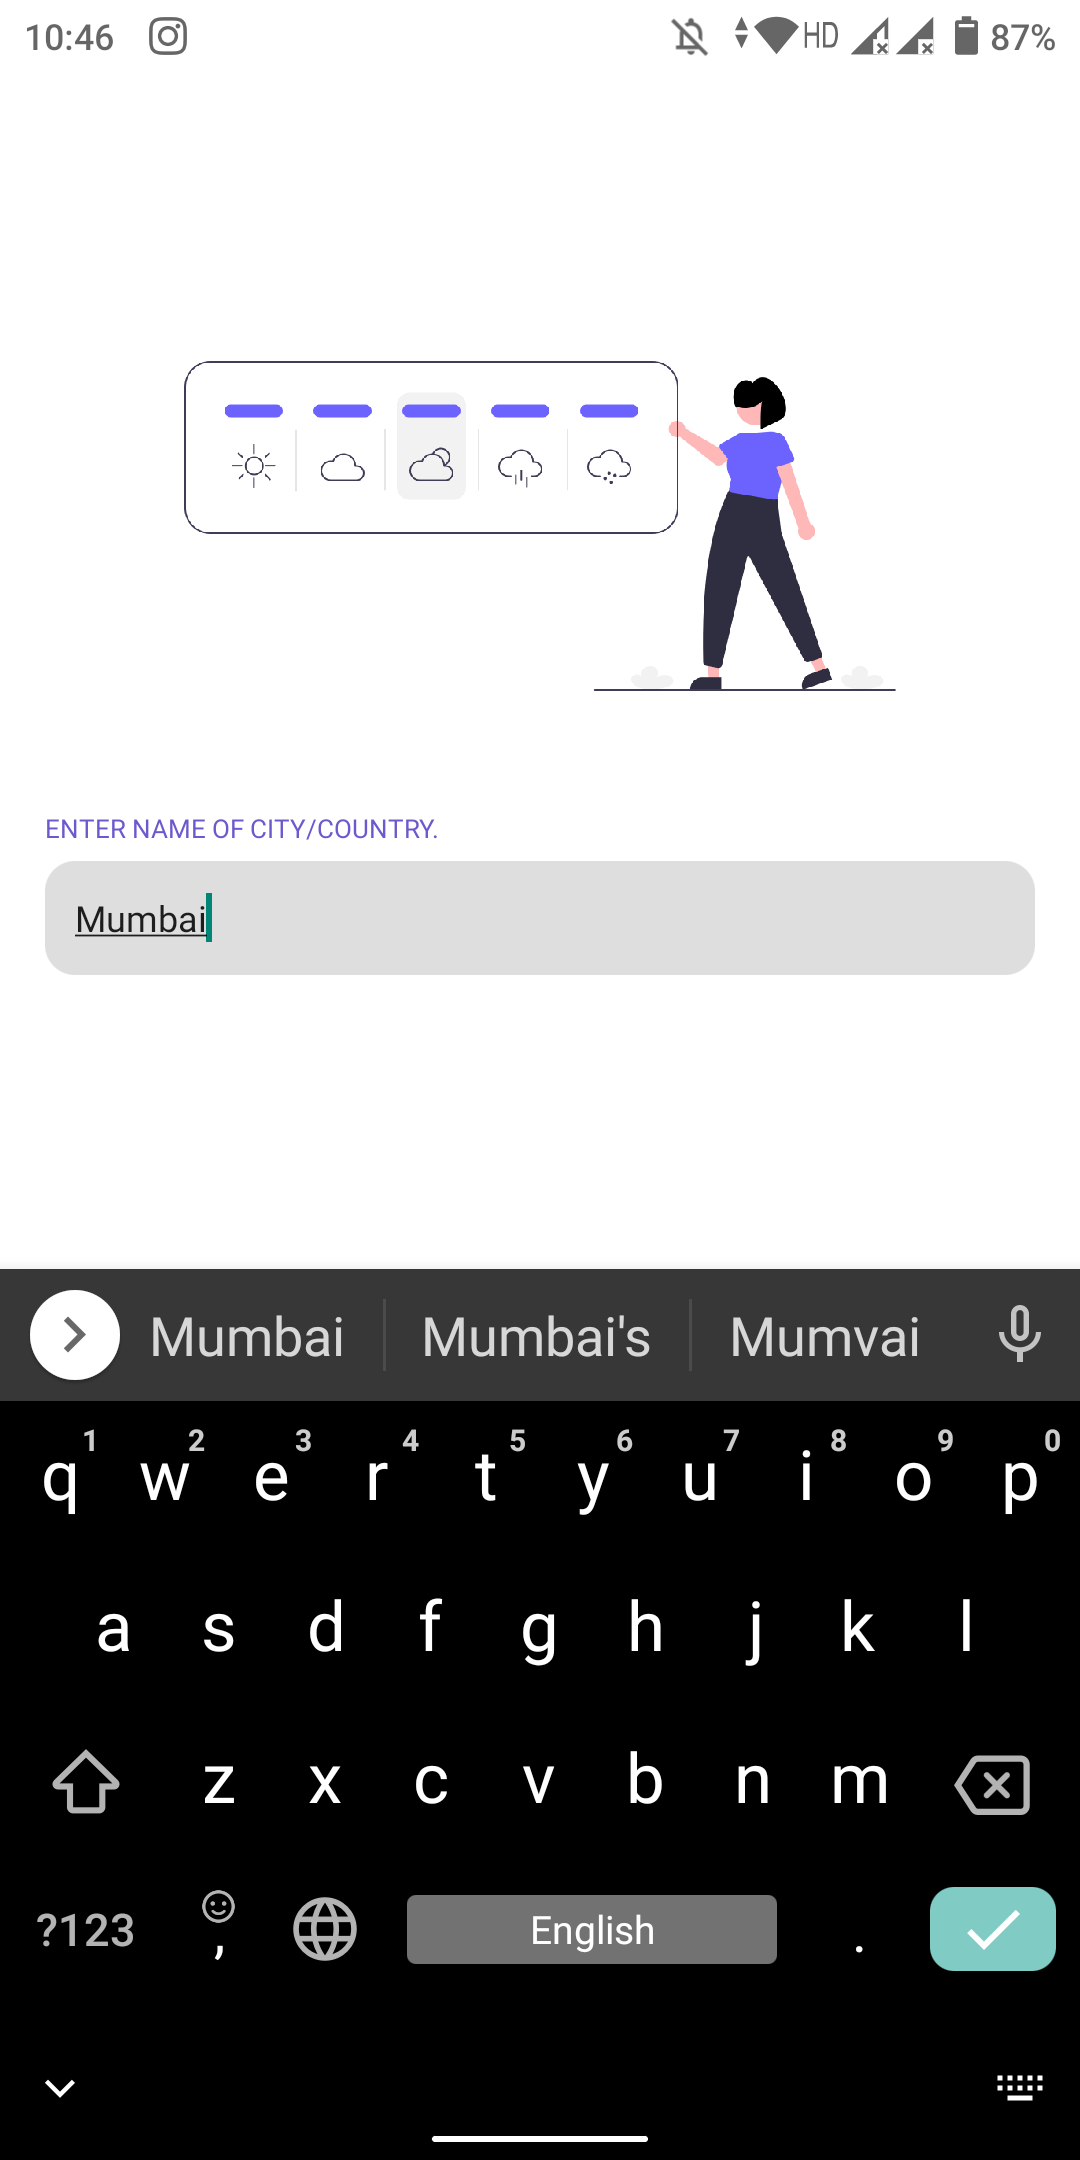 10:46 HD 87%
ENTER NAME OF CITY/COUNTRY.
Mumbai
Mumbai Mumbai's Mumvai
1 2 3 4 5 6 7 8 9 0
q w e r t y u i o p
a s d f g h j k l
z x c v b n m
?123 , English .